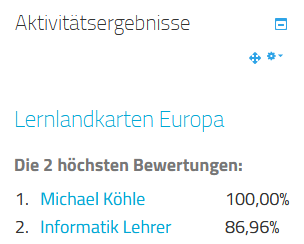 Aktivitätsergebnisse
Lernlandkarten Europa
Die 2 höchsten Bewertungen:
1. Michael Köhle 100,00%
2. Informatik Lehrer 86,96%